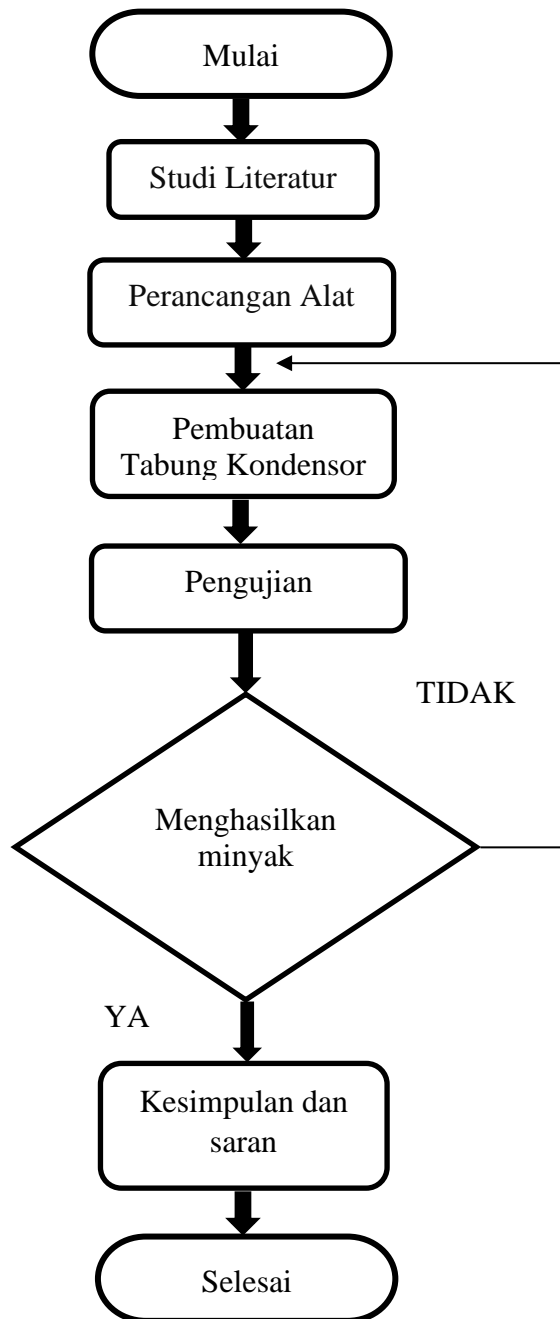 Mulai
Studi Literatur
Perancangan Alat
Pembuatan
Tabung Kondensor
Pengujian
TIDAK
Menghasilkan
minyak
YA
Kesimpulan dan
saran
Selesai